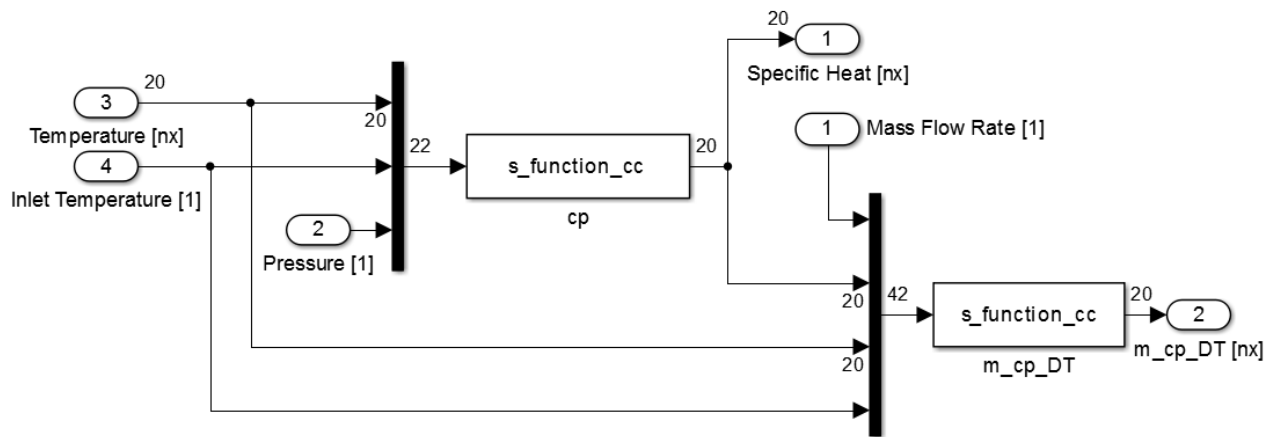 20
1
Specific Heat [nx]
20
3
Temperature [nx]
20
1
Mass Flow Rate [1]
4
Inlet Temperature [1]
22
s_function_cc
cp
20
2
Pressure [1]
20
42
s_function_cc
m_cp_DT
20
2
m_cp_DT [nx]
20